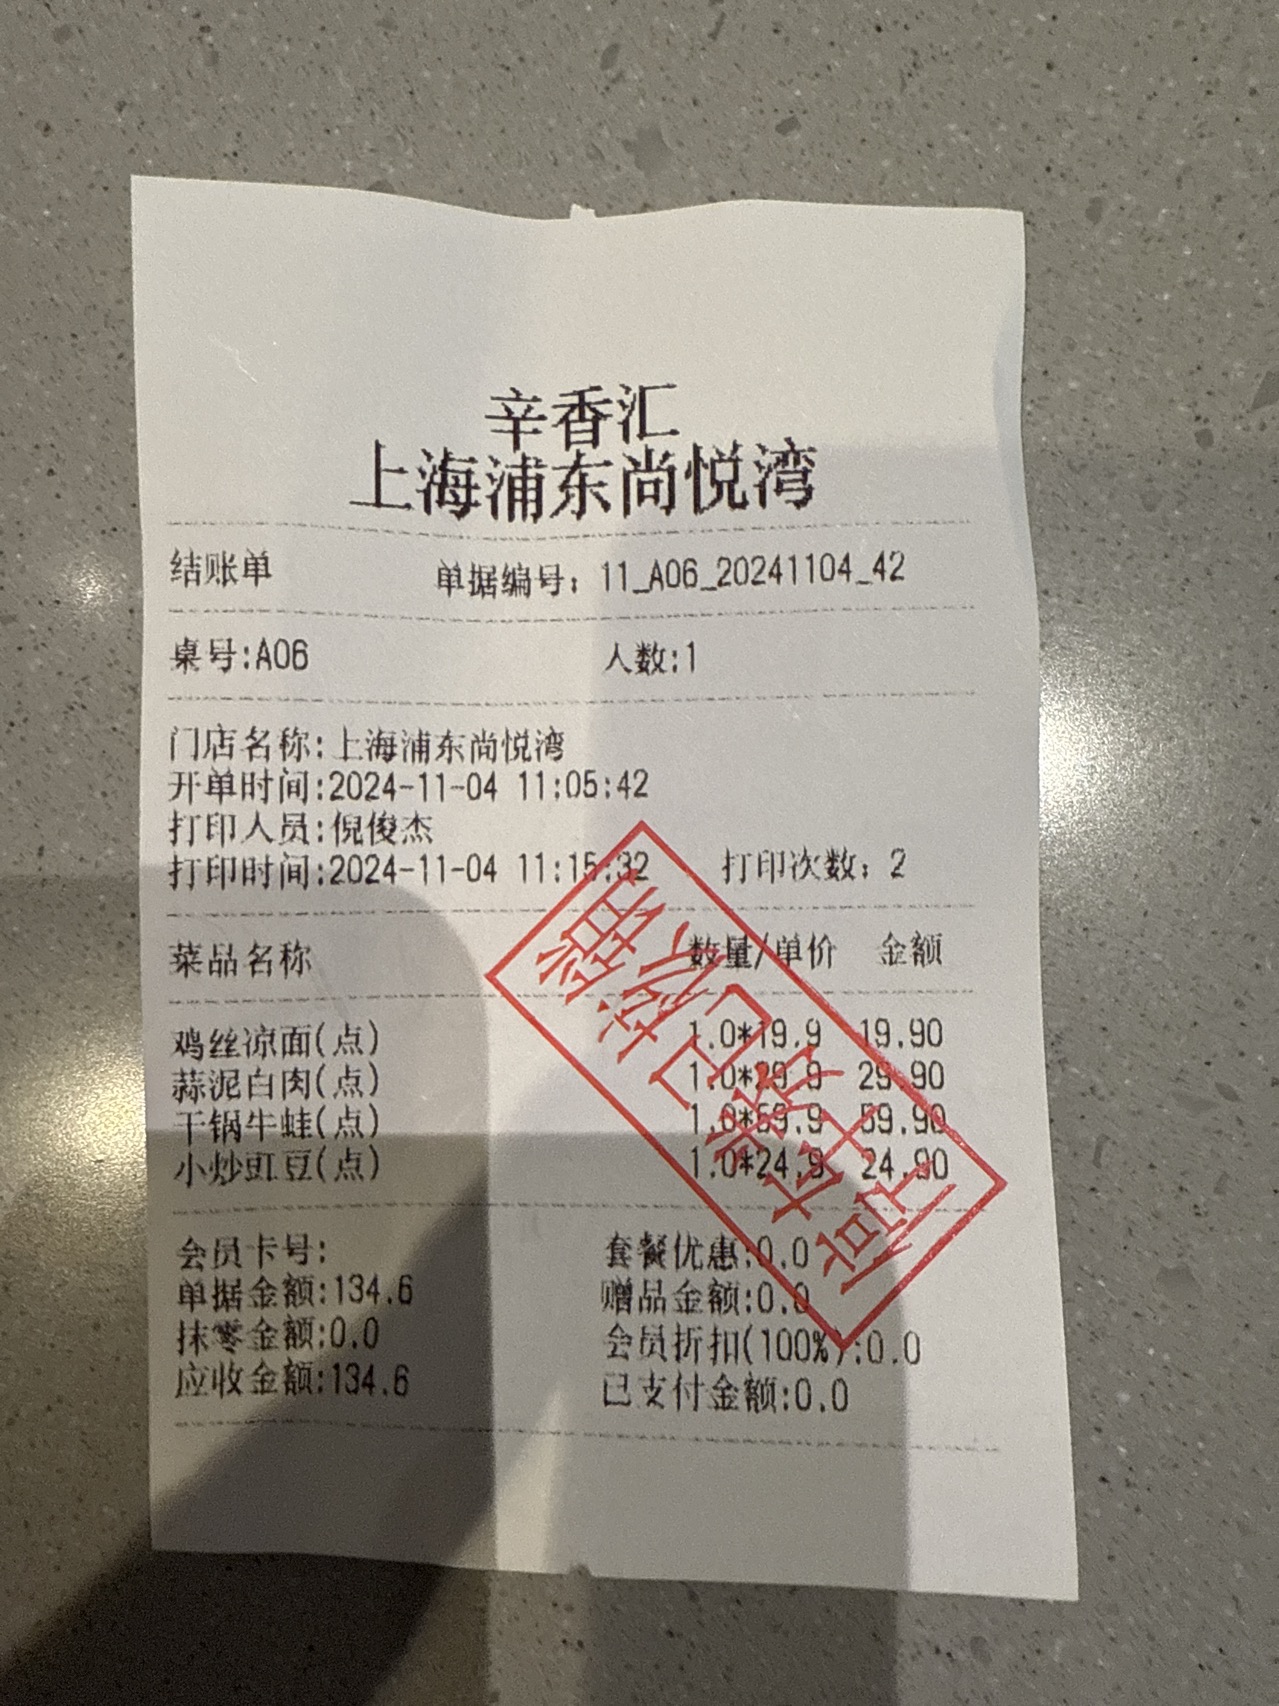 辛香汇
上海浦东尚悦湾
结账单 单据编号: 11_A06_20241104_42
桌号:A06 人数:1
门店名称:上海浦东尚悦湾
开单时间:2024-11-04 11:05:42
打印人员:倪俊杰
打印时间:2024-11-04 11:15:32 打印次数: 2
菜品名称 数量/单价 金额
鸡丝凉面(点) 1.0*19.9 19.90
蒜泥白肉(点) 1.0*29.9 29.90
干锅牛蛙(点) 1.0*59.9 59.90
小炒豇豆(点) 1.0*24.9 24.90
会员卡号: 套餐优惠:0.0
单据金额:134.6 赠品金额:0.0
抹零金额:0.0 会员折扣(100%):0.0
应收金额:134.6 已支付金额:0.0